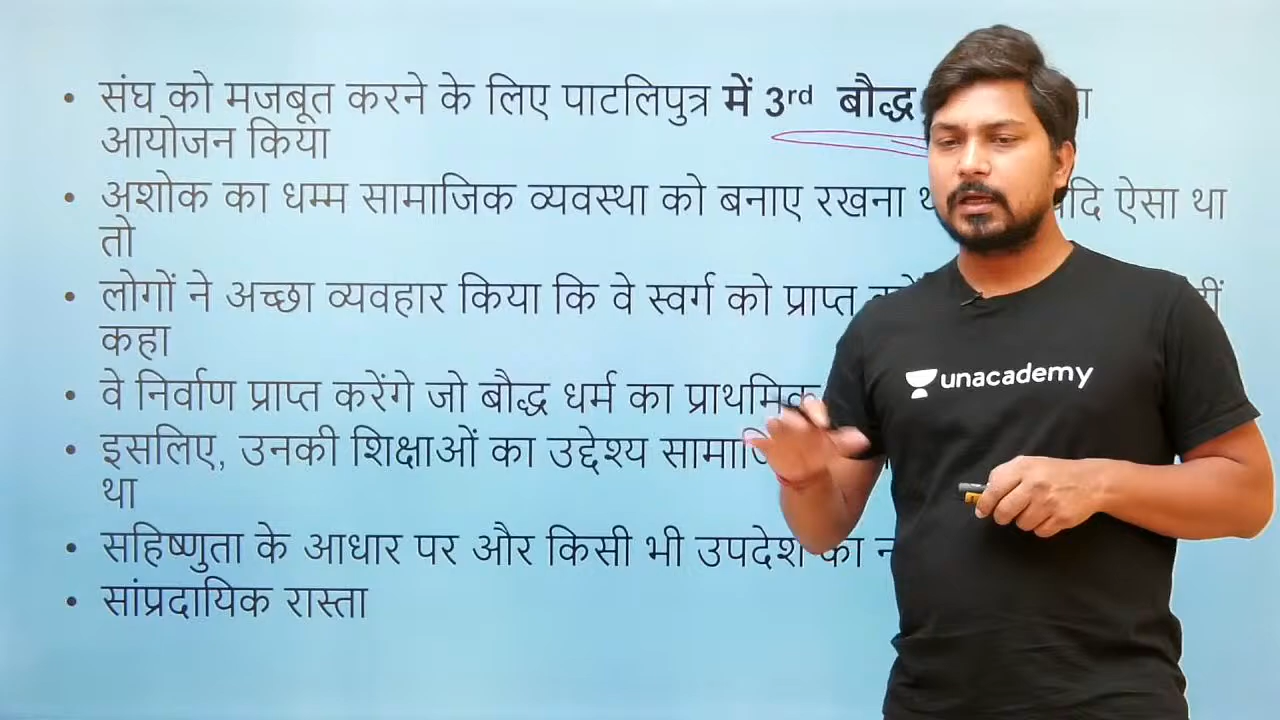 संघ को मजबूत करने के लिए पाटलिपुत्र में 3rd बौद्ध
आयोजन किया
अशोक का धम्म सामाजिक व्यवस्था को बनाए रखना ऐसा था
तो
लोगों ने अच्छा व्यवहार किया कि वे स्वर्ग को प्राप्त
कहा
वे निर्वाण प्राप्त करेंगे जो बौद्ध धर्म का प्राथमिक
इसलिए, उनकी शिक्षाओं का उद्देश्य
था
सहिष्णुता के आधार पर और किसी भी उपदेश का
सांप्रदायिक रास्ता
unacademy